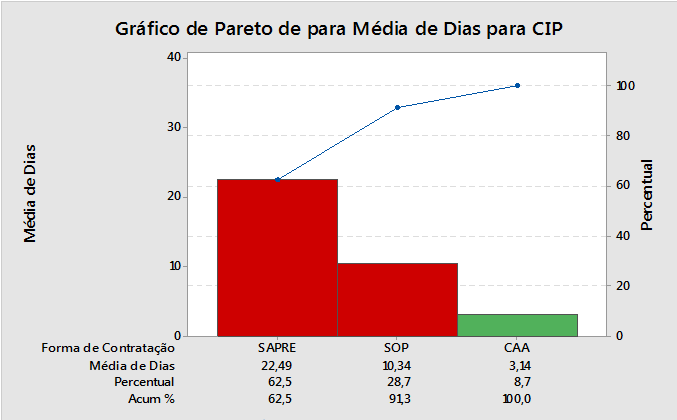 Gráfico de Pareto de para Média de Dias para CIP
40
30
20
10
0
Média de Dias
100
80
60
40
20
0
Percentual
Forma de Contratação SAPRE SOP CAA
Média de Dias 22,49 10,34 3,14
Percentual 62,5 28,7 8,7
Acum % 62,5 91,3 100,0